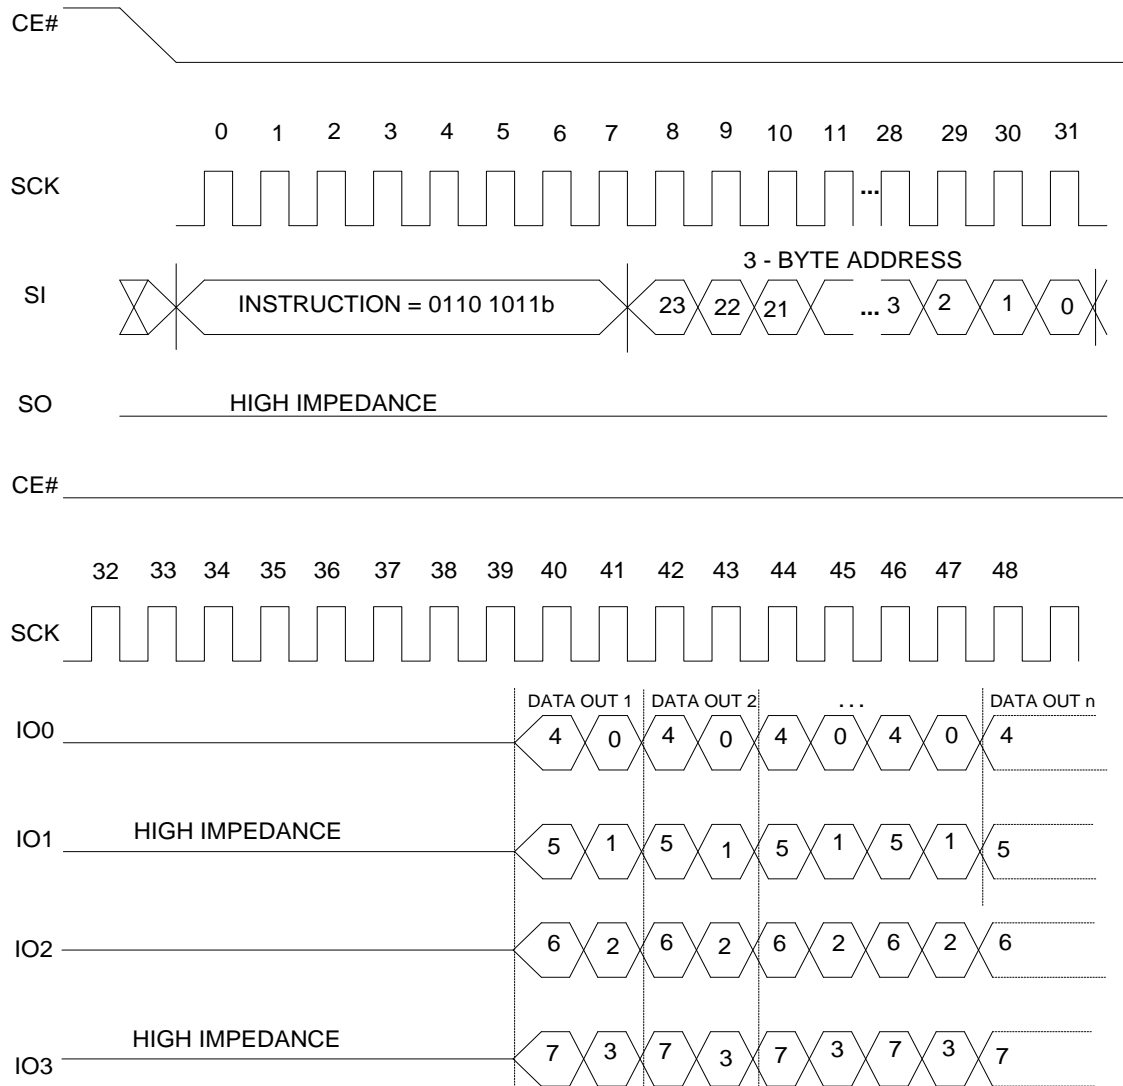 CE#
0 1 2 3 4 5 6 7 8 9 10 11 28 29 30 31
SCK ...
3 - BYTE ADDRESS
SI INSTRUCTION = 0110 1011b 23 22 21 ... 3 2 1 0
SO HIGH IMPEDANCE
CE#
32 33 34 35 36 37 38 39 40 41 42 43 44 45 46 47 48
SCK
DATA OUT 1 DATA OUT 2 ... DATA OUT n
IO0 4 0 4 0 4 0 4 0 4
IO1 HIGH IMPEDANCE 5 1 5 1 5 1 5 1 5
IO2 6 2 6 2 6 2 6 2 6
IO3 HIGH IMPEDANCE 7 3 7 3 7 3 7 3 7